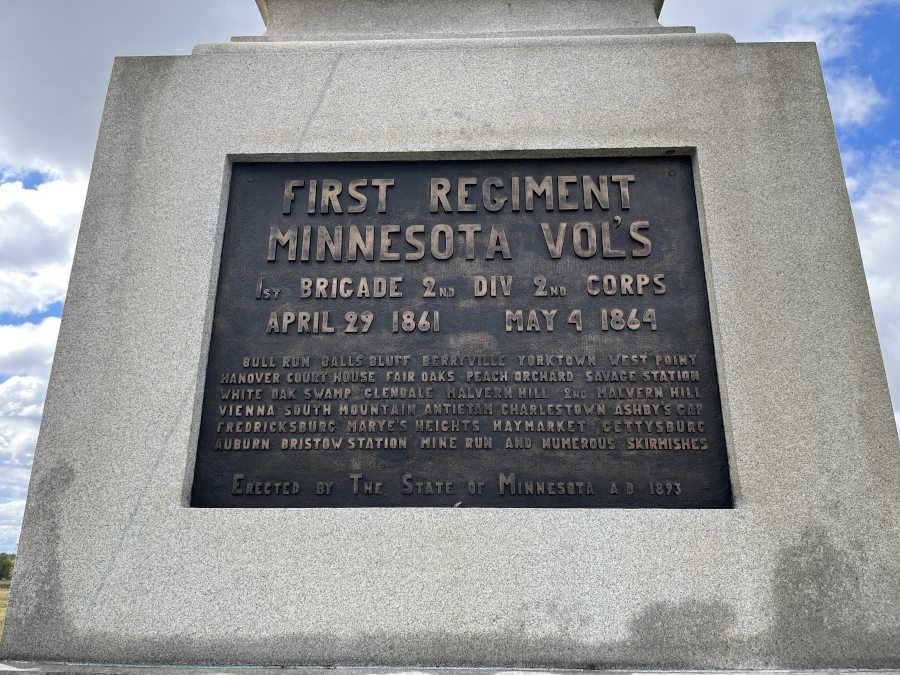 FIRST REGIMENT
MINNESOTA VOL'S
1ST BRIGADE 2ND DIV 2ND CORPS
APRIL 29 1861 MAY 4 1864
BULL RUN BALLS BLUFF BERRYVILLE YORKTOWN WEST POINT
HANOVER COURT HOUSE FAIR OAKS PEACH ORCHARD SAVAGE STATION
WHITE OAK SWAMP GLENDALE MALVERN HILL 2ND MALVERN HILL
VIENNA SOUTH MOUNTAIN ANTIETAM CHARLESTOWN ASHBY'S GAP
FREDRICKSBURG MARYE'S HEIGHTS HAYMARKET GETTYSBURG
AUBURN BRISTOW STATION MINE RUN AND NUMEROUS SKIRMISHES
ERECTED BY THE STATE OF MINNESOTA A D 1893